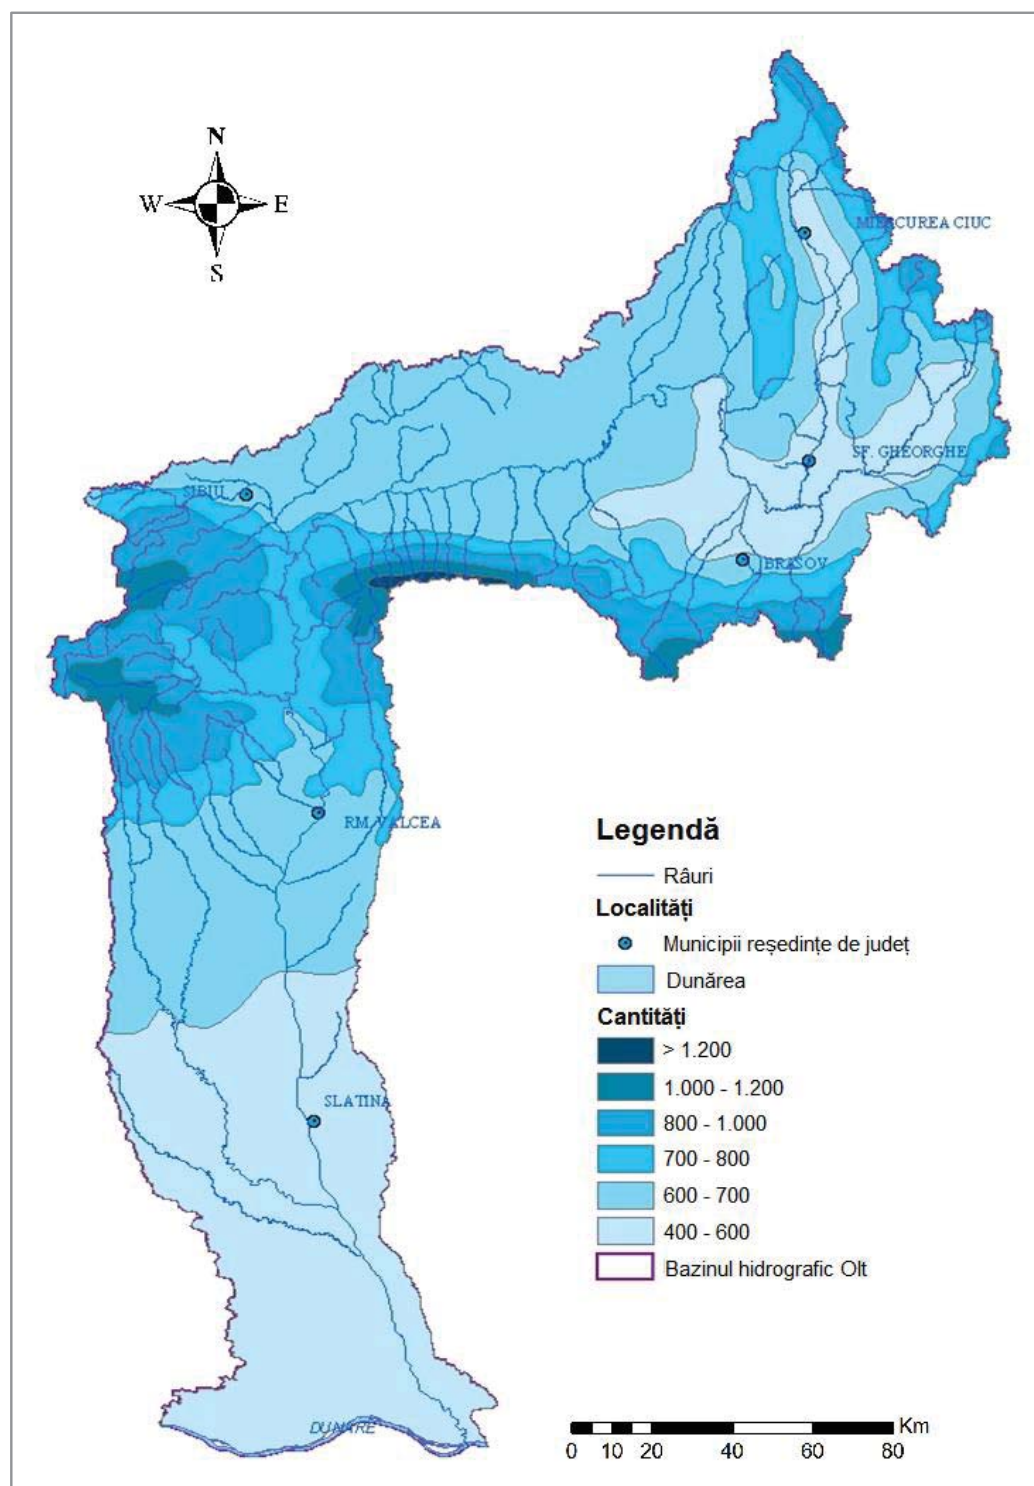 N
W E
S
MIERCUREA CIUC
SF. GHEORGHE
SIBIU
BRASOV
RM. VALCEA
SLATINA
DUNARE
Legendă
Râuri
Localități
Municipii reședințe de județ
Dunărea
Cantități
> 1.200
1.000 - 1.200
800 - 1.000
700 - 800
600 - 700
400 - 600
Bazinul hidrografic Olt
Km
0 10 20 40 60 80